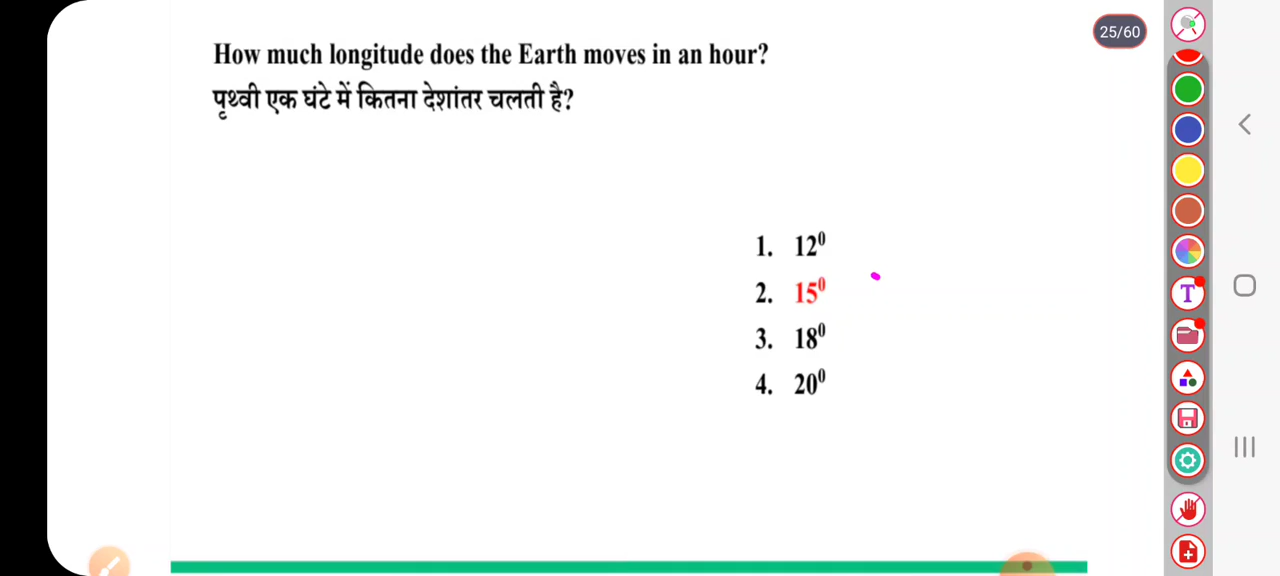 25/60
How much longitude does the Earth moves in an hour?
पृथ्वी एक घंटे में कितना देशांतर चलती है?
1. 12⁰
2. 15⁰
3. 18⁰
4. 20⁰
T